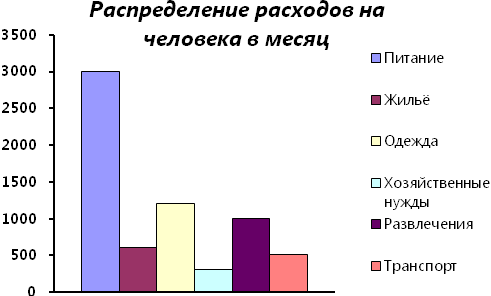 Распределение расходов на
человека в месяц
3500
3000
2500
2000
1500
1000
500
0
Питание
Жильё
Одежда
Хозяйственные
нужды
Развлечения
Транспорт